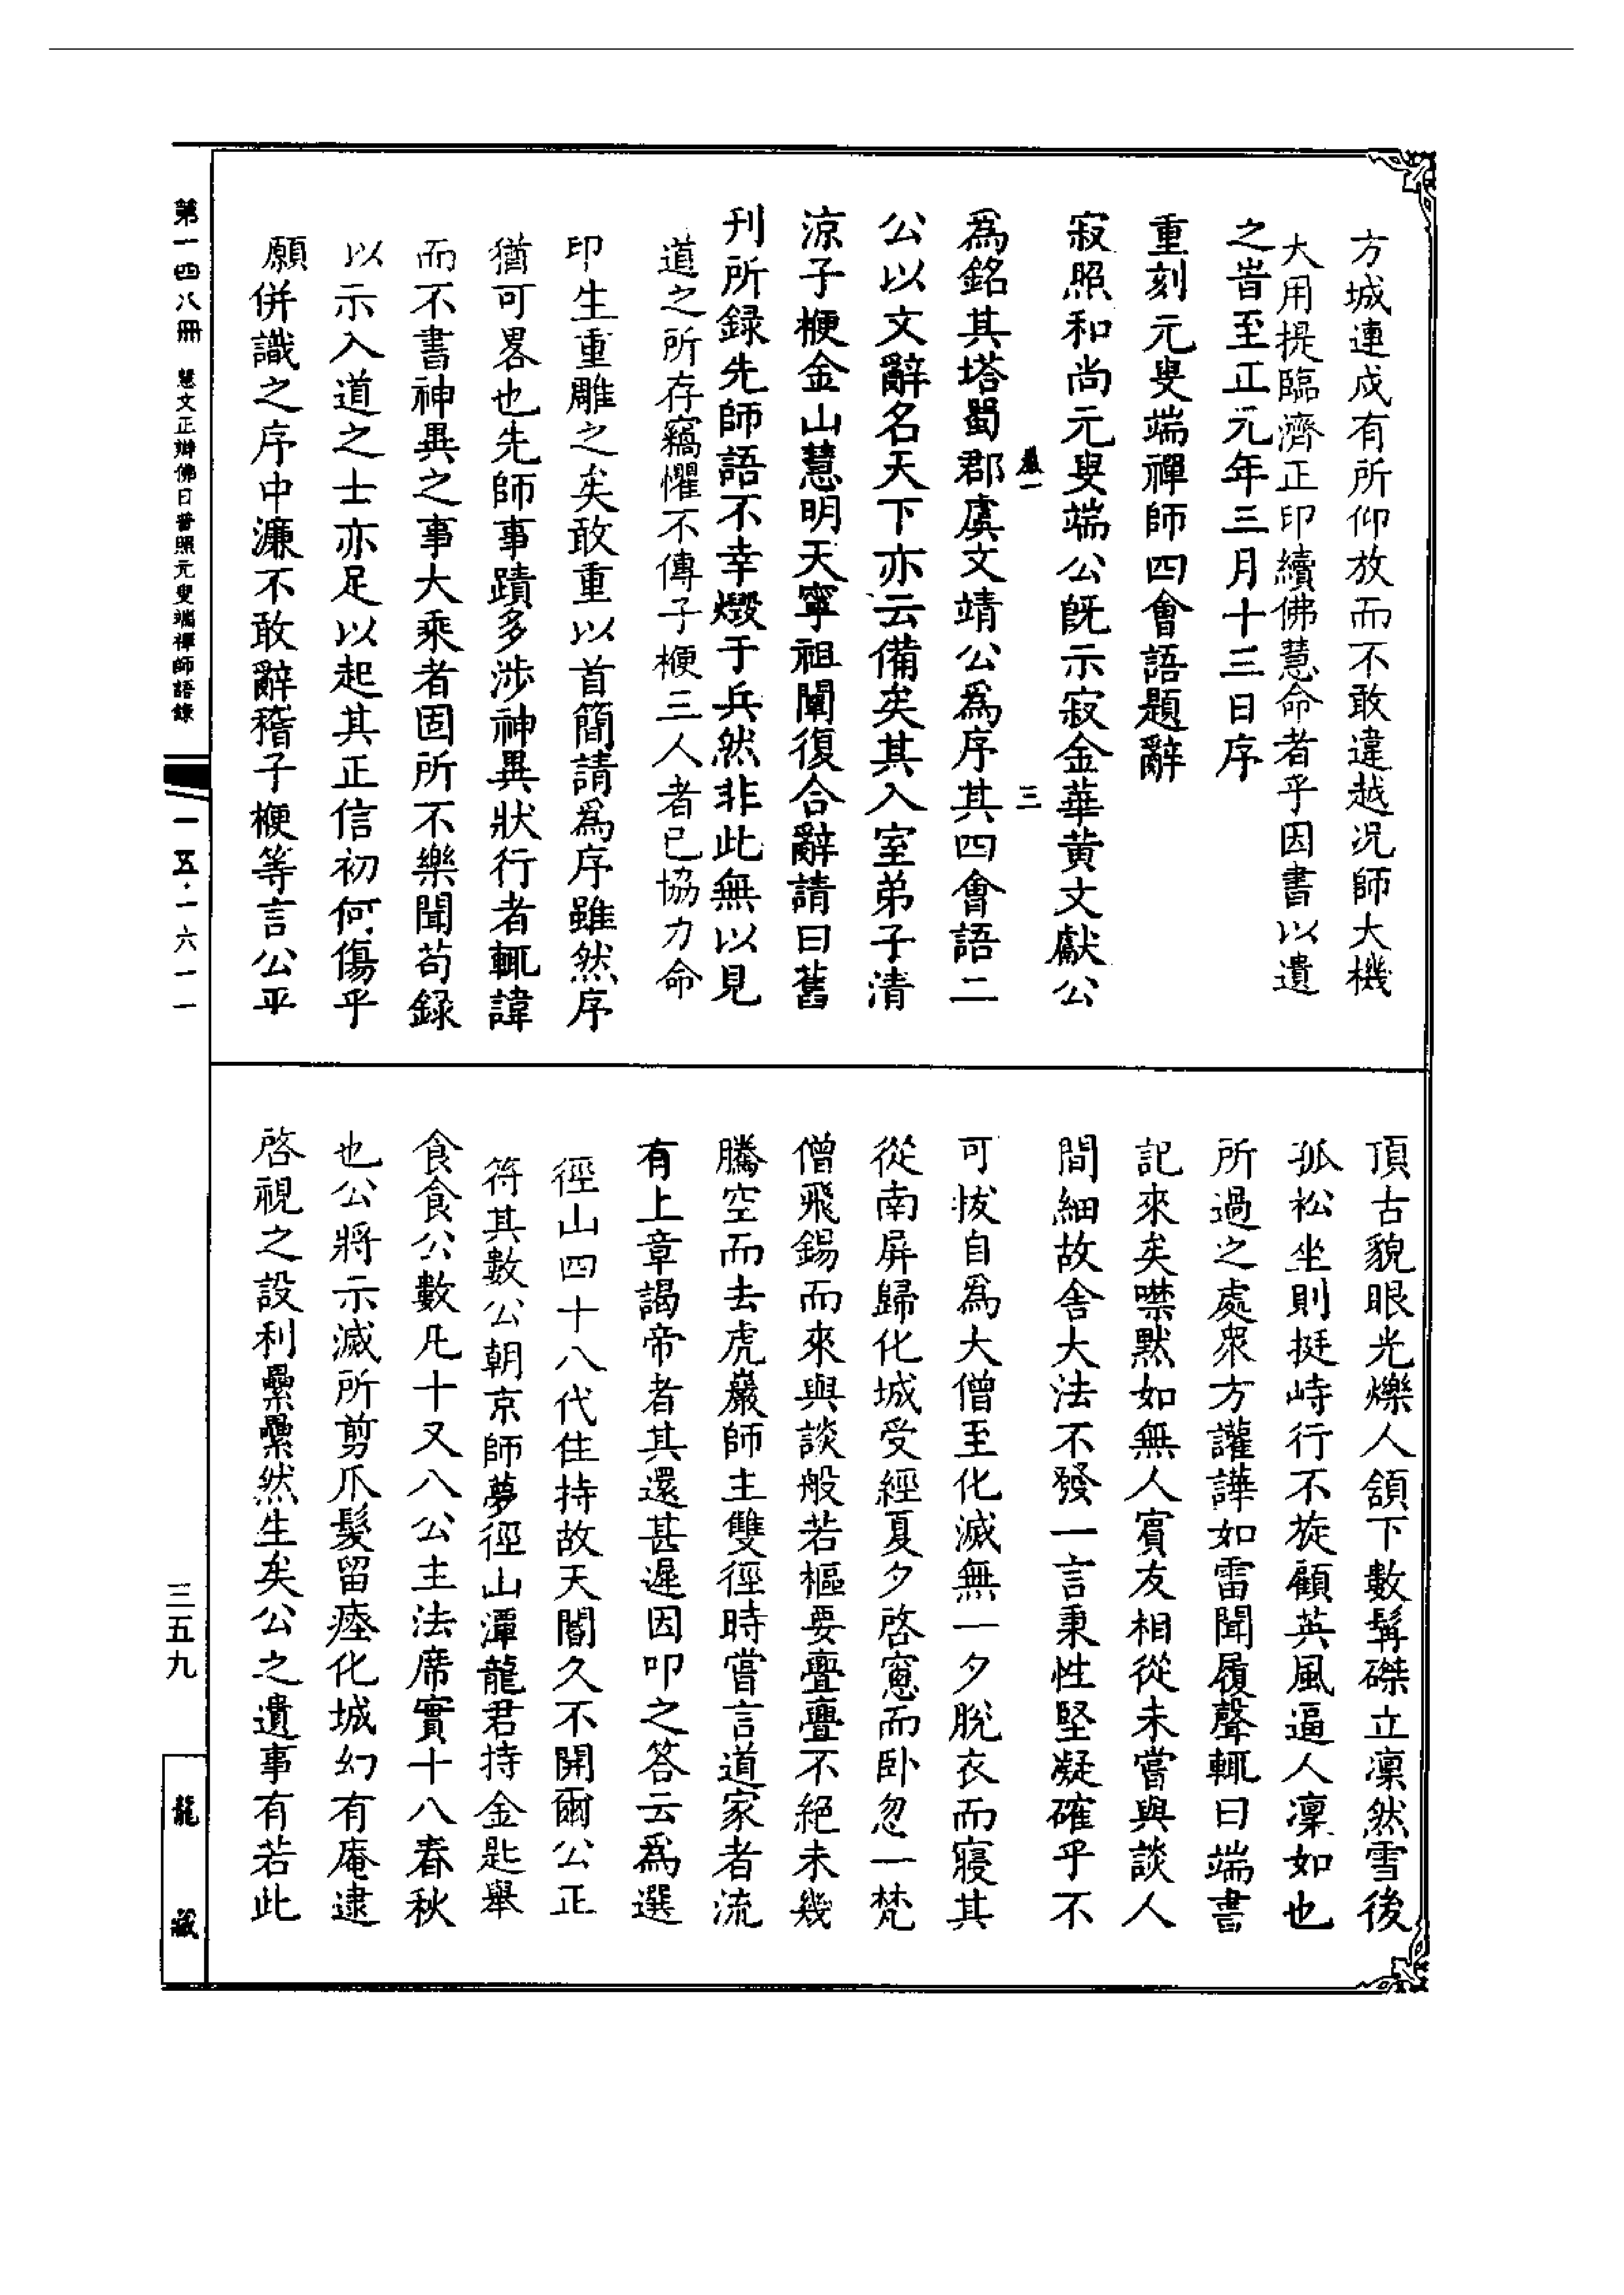 方城連成有所仰放而不敢違越况師大機
大用提臨濟正印續佛慧命者乎因書以遺
之旹至正元年三月十三日序
重刻元叟端禪師四會語題辭
寂照和尚元叟端公既示寂金華黃文獻公
卷一 三
爲銘其塔蜀郡虞文靖公爲序其四會語二
公以文辭名天下亦云備矣其入室弟子清
涼子楩金山慧明天寧祖闡復合辭請曰舊
刋所録先師語不幸燬于兵然非此無以見
道之所存竊懼不傳子楩三人者已協力命
印生重雕之矣敢重以首簡請爲序雖然序
猶可畧也先師事蹟多涉神異狀行者輒諱
而不書神異之事大乘者固所不樂聞苟録
以示入道之士亦足以起其正信初何傷乎
願併識之序中濂不敢辭稽子楩等言公平
頂古貌眼光爍人頷下數髯磔立凜然雪後
孤松坐則挺峙行不旋顧英風逼人凜如也
所過之處衆方讙譁如雷聞履聲輒曰端書
記來矣噤默如無人賓友相從未嘗與談人
間細故舍大法不發一言秉性堅凝確乎不
可拔自爲大僧至化滅無一夕脫衣而寢其
從南屏歸化城受經夏夕啓窻而卧忽一梵
僧飛錫而來與談般若樞要亹亹不絕未幾
騰空而去虎巖師主雙徑時嘗言道家者流
有上章謁帝者其還甚遲因叩之答云爲選
徑山四十八代住持故天閽久不開爾公正
符其數公朝京師夢徑山潭龍君持金匙舉
食食公數凡十又八公主法席實十八春秋
也公將示滅所剪爪髮留瘞化城幻有庵逮
啓視之設利纍纍然生矣公之遺事有若此
第一四八冊 慧文正辯佛日普照元叟端禪師語錄
一五·一六一一
三五九
龍藏